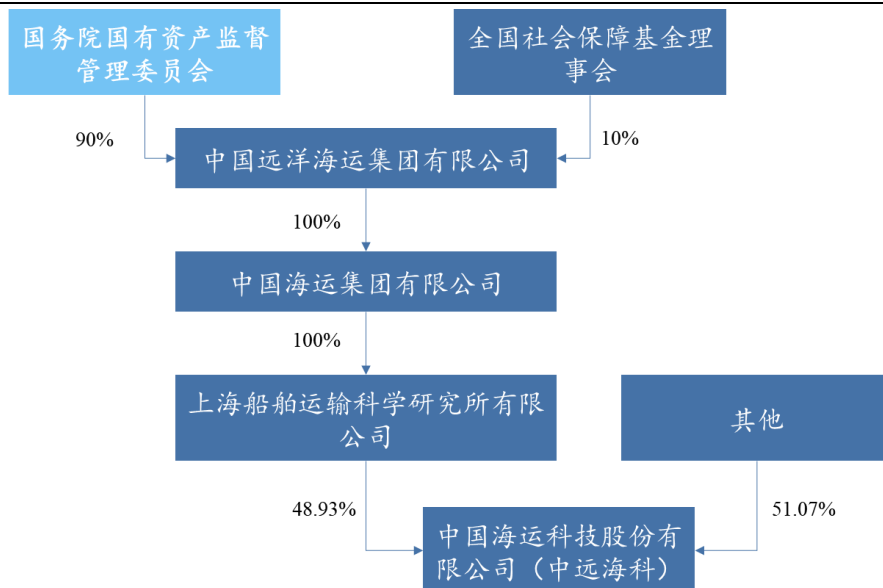 国务院国有资产监督
管理委员会
全国社会保障基金理
事会
90%
10%
中国远洋海运集团有限公司
100%
中国海运集团有限公司
100%
上海船舶运输科学研究所有限
公司
其他
48.93%
51.07%
中国海运科技股份有
限公司（中远海科）